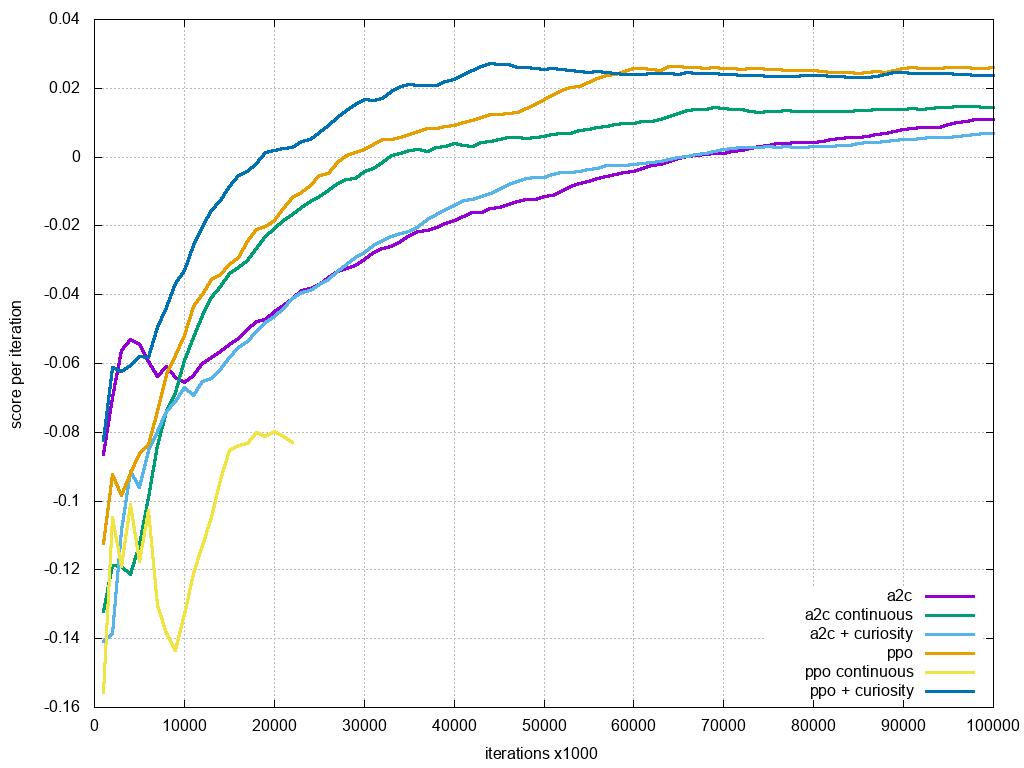 0.04
0.02
0
-0.02
-0.04
-0.06
-0.08
-0.1
-0.12
-0.14
-0.16
score per iteration
0 10000 20000 30000 40000 50000 60000 70000 80000 90000 100000
iterations x1000
a2c
a2c continuous
a2c + curiosity
ppo
ppo continuous
ppo + curiosity